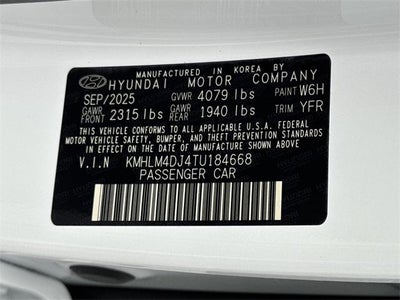 MANUFACTURED IN KOREA BY
HYUNDAI MOTOR COMPANY
SEP/2025 GVWR 4079 lbs PAINT W6H
GAWR FRONT 2315 lbs GAWR REAR 1940 lbs TRIM YFR
THIS VEHICLE CONFORMS TO ALL APPLICABLE U.S.A. FEDERAL
MOTOR VEHICLE SAFETY, BUMPER, AND THEFT PREVENTION
STANDARDS IN EFFECT ON THE DATE OF MANUFACTURE SHOWN ABOVE.
V.I.N KMHLM4DJ4TU184668
PASSENGER CAR